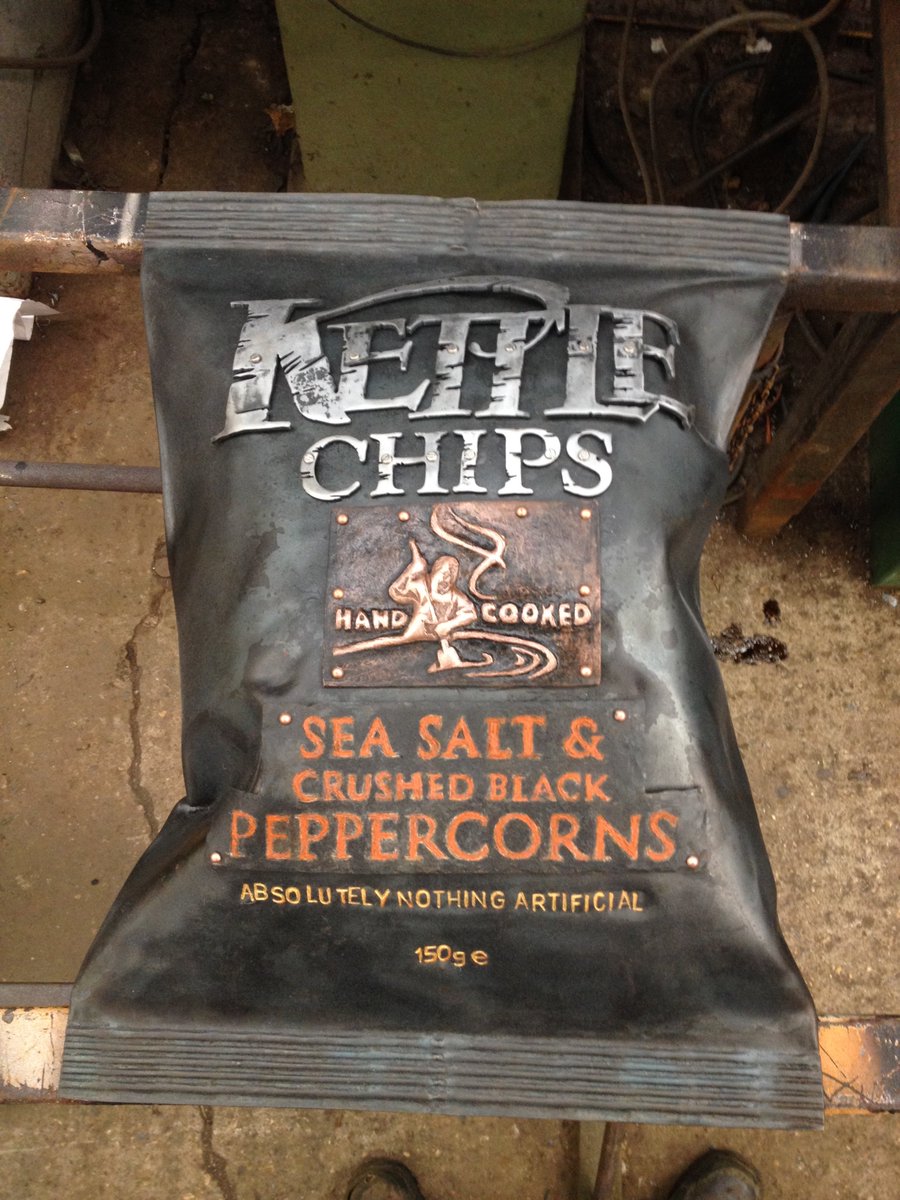 KETTLE
CHIPS
HAND COOKED
SEA SALT &
CRUSHED BLACK
PEPPERCORNS
ABSOLUTELY NOTHING ARTIFICIAL
150g e